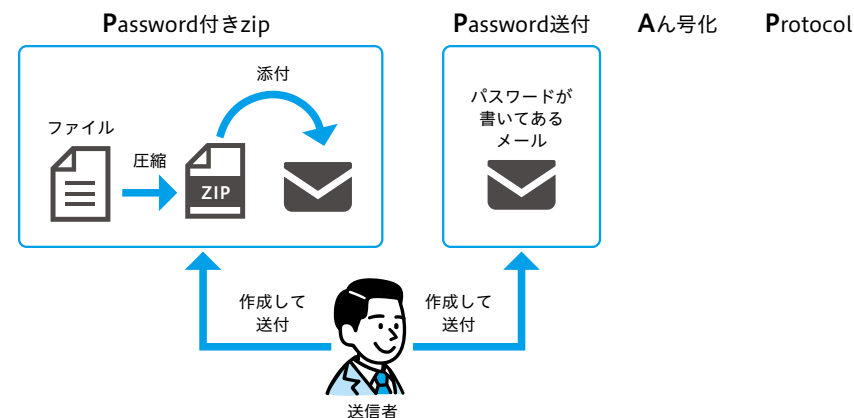 Password付きzip
Password送付
Aん号化
Protocol
添付
ファイル
圧縮
ZIP
パスワードが
書いてある
メール
作成して
送付
作成して
送付
送信者